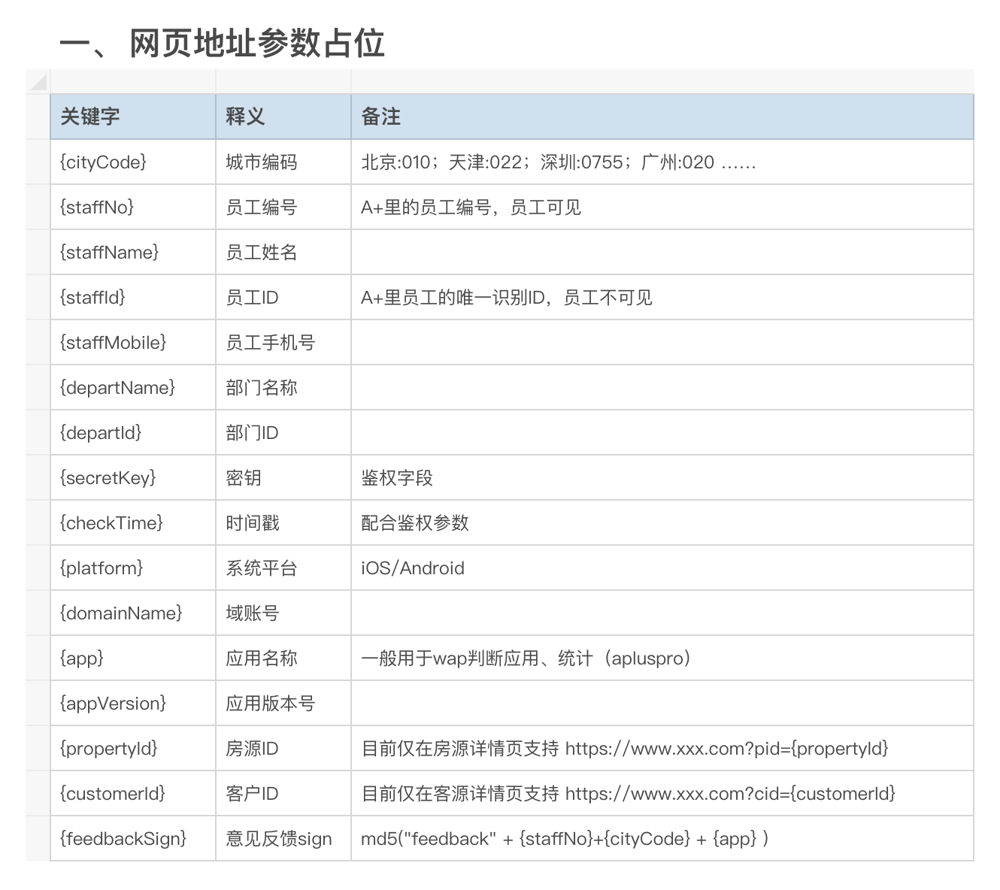 一、 网页地址参数占位
关键字 释义 备注
{cityCode} 城市编码 北京:010；天津:022；深圳:0755；广州:020 ……
{staffNo} 员工编号 A+里的员工编号，员工可见
{staffName} 员工姓名
{staffId} 员工ID A+里员工的唯一识别ID，员工不可见
{staffMobile} 员工手机号
{departName} 部门名称
{departId} 部门ID
{secretKey} 密钥 鉴权字段
{checkTime} 时间戳 配合鉴权参数
{platform} 系统平台 iOS/Android
{domainName} 域账号
{app} 应用名称 一般用于wap判断应用、统计（apluspro）
{appVersion} 应用版本号
{propertyId} 房源ID 目前仅在房源详情页支持 https://www.xxx.com?pid={propertyId}
{customerId} 客户ID 目前仅在客源详情页支持 https://www.xxx.com?cid={customerId}
{feedbackSign} 意见反馈sign md5("feedback" + {staffNo}+{cityCode} + {app} )